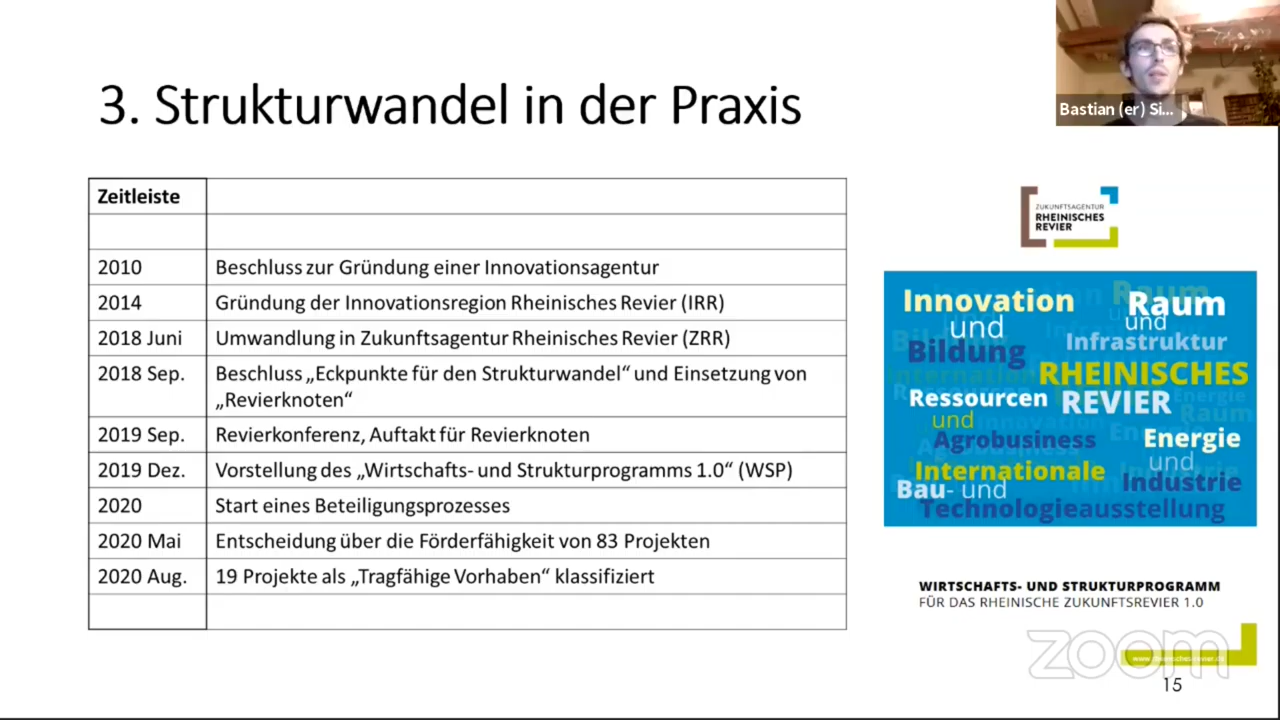 Bastian (er) Si...
3. Strukturwandel in der Praxis
Zeitleiste
2010 Beschluss zur Gründung einer Innovationsagentur
2014 Gründung der Innovationsregion Rheinisches Revier (IRR)
2018 Juni Umwandlung in Zukunftsagentur Rheinisches Revier (ZRR)
2018 Sep. Beschluss „Eckpunkte für den Strukturwandel“ und Einsetzung von
„Revierknoten“
2019 Sep. Revierkonferenz, Auftakt für Revierknoten
2019 Dez. Vorstellung des „Wirtschafts- und Strukturprogramms 1.0“ (WSP)
2020 Start eines Beteiligungsprozesses
2020 Mai Entscheidung über die Förderfähigkeit von 83 Projekten
2020 Aug. 19 Projekte als „Tragfähige Vorhaben“ klassifiziert
ZUKUNFTSAGENTUR
RHEINISCHES
REVIER
Innovation
und
Bildung
Raum
und
Infrastruktur
RHEINISCHES
REVIER
Ressourcen
und
Agrobusiness
Energie
und
Industrie
Internationale
Bau- und
Technologieausstellung
WIRTSCHAFTS- UND STRUKTURPROGRAMM
FÜR DAS RHEINISCHE ZUKUNFTSREVIER 1.0
zoom
15